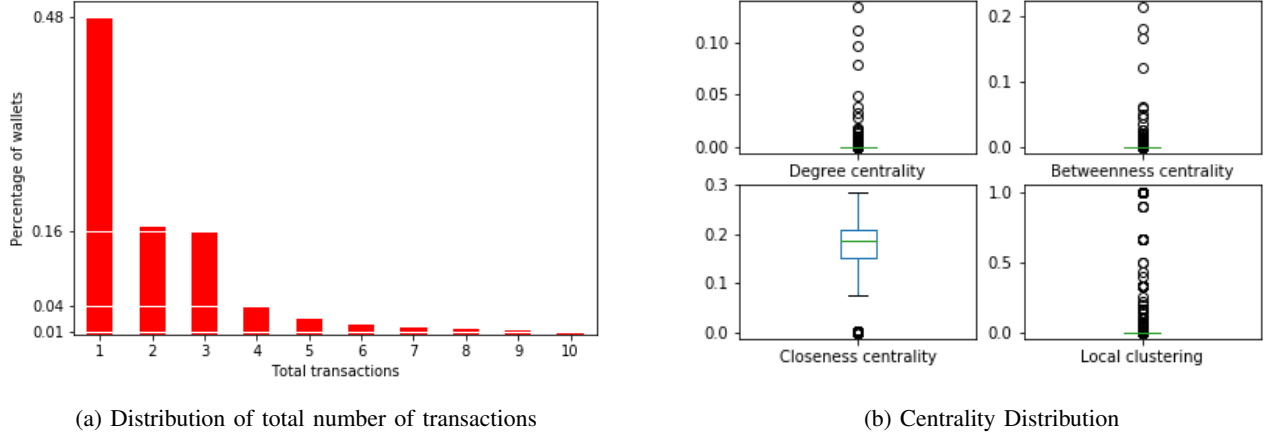 Percentage of wallets
0.48
0.16
0.04
0.01
1 2 3 4 5 6 7 8 9 10
Total transactions
(a) Distribution of total number of transactions
0.10
0.05
0.00
Degree centrality
0.2
0.1
0.0
Betweenness centrality
0.3
0.2
0.1
0.0
Closeness centrality
1.0
0.5
0.0
Local clustering
(b) Centrality Distribution